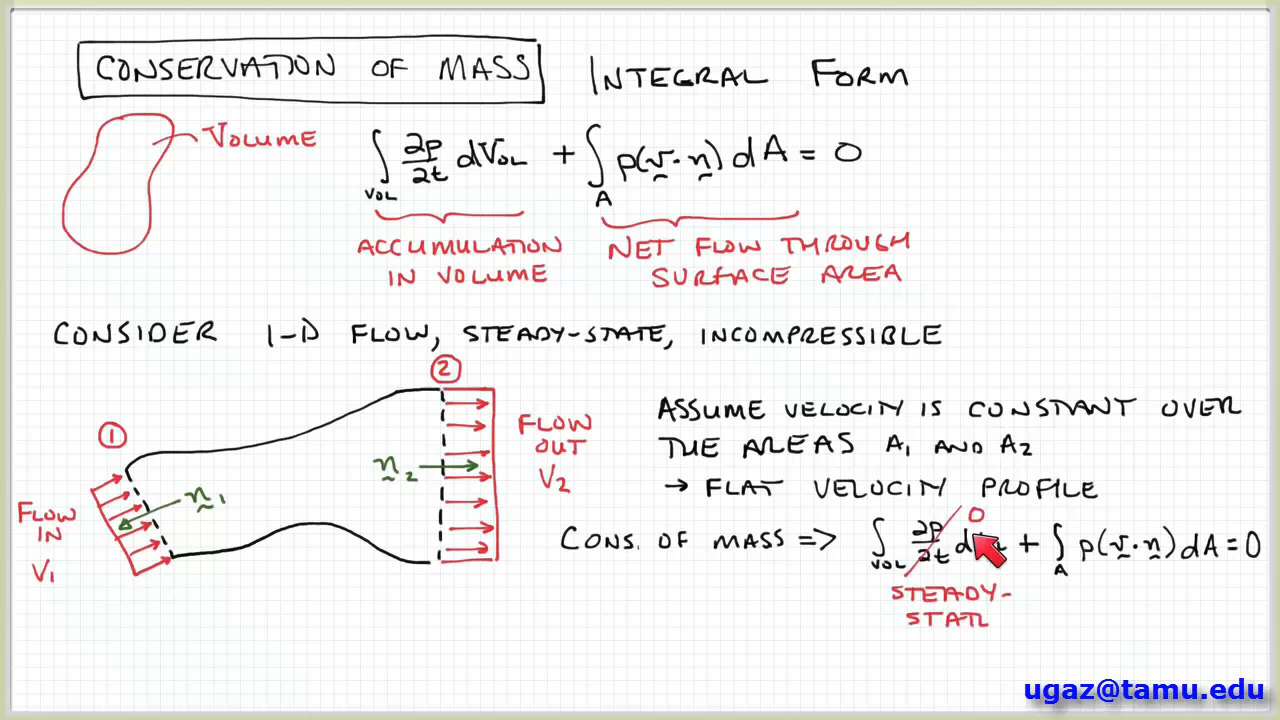 CONSERVATION OF MASS INTEGRAL FORM
VOLUME
∫VOL ∂ρ/∂t dVOL + ∫A ρ(v·n)dA = 0
ACCUMULATION IN VOLUME
NET FLOW THROUGH SURFACE AREA
CONSIDER 1-D FLOW, STEADY-STATE, INCOMPRESSIBLE
1
2
FLOW IN V1
n1
n2
FLOW OUT V2
ASSUME VELOCITY IS CONSTANT OVER
THE AREAS A1 AND A2
→ FLAT VELOCITY PROFILE
CONS. OF MASS => ∫VOL ∂ρ/∂t d + ∫A ρ(v·n)dA = 0
0
STEADY-
STATE
ugaz@tamu.edu